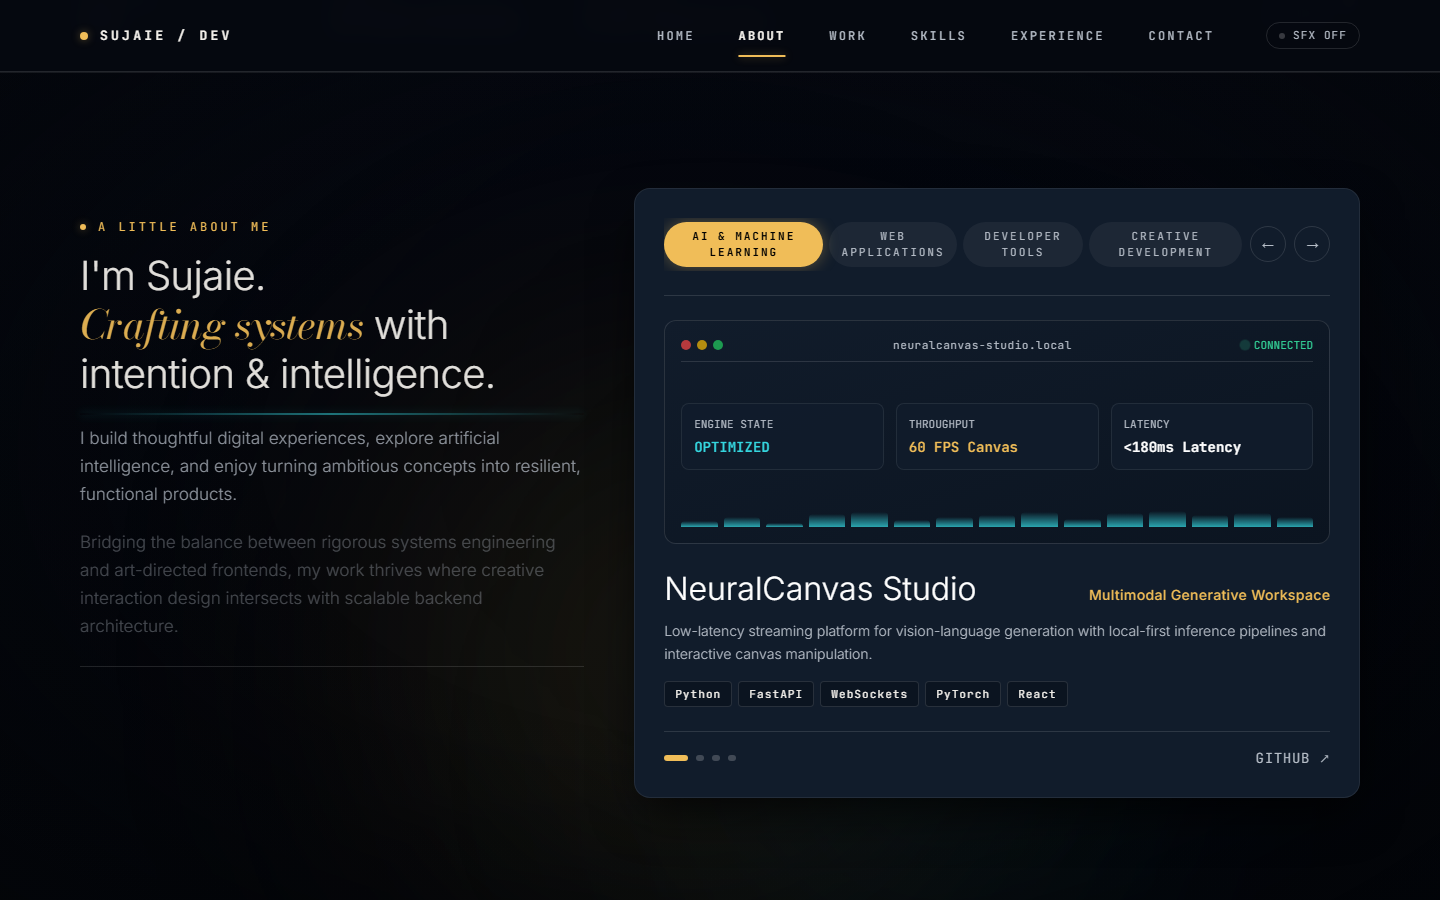 SUJAIE / DEV
HOME
ABOUT
WORK
SKILLS
EXPERIENCE
CONTACT
SFX OFF
A LITTLE ABOUT ME
I'm Sujaie.
Crafting systems with
intention & intelligence.
I build thoughtful digital experiences, explore artificial
intelligence, and enjoy turning ambitious concepts into resilient,
functional products.
Bridging the balance between rigorous systems engineering
and art-directed frontends, my work thrives where creative
interaction design intersects with scalable backend
architecture.
AI & MACHINE
LEARNING
WEB
APPLICATIONS
DEVELOPER
TOOLS
CREATIVE
DEVELOPMENT
← →
neuralcanvas-studio.local
CONNECTED
ENGINE STATE
OPTIMIZED
THROUGHPUT
60 FPS Canvas
LATENCY
<180ms Latency
NeuralCanvas Studio
Multimodal Generative Workspace
Low-latency streaming platform for vision-language generation with local-first inference pipelines and
interactive canvas manipulation.
Python
FastAPI
WebSockets
PyTorch
React
GITHUB ↗